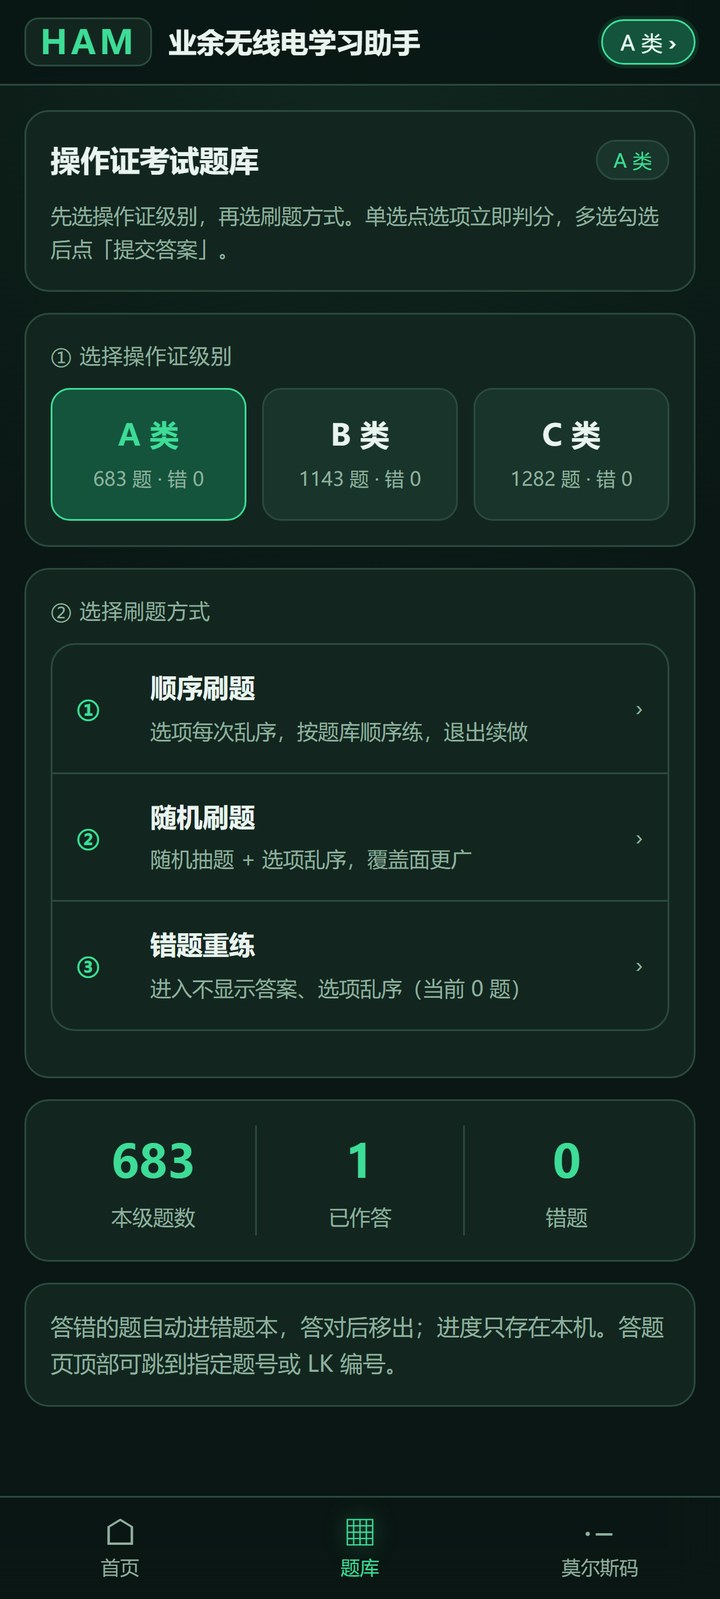 HAM 业余无线电学习助手 A 类 ›
操作证考试题库 A 类
先选操作证级别，再选刷题方式。单选点选项立即判分，多选勾选
后点「提交答案」。
① 选择操作证级别
A 类 B 类 C 类
683 题 · 错 0 1143 题 · 错 0 1282 题 · 错 0
② 选择刷题方式
① 顺序刷题 ›
选项每次乱序，按题库顺序练，退出续做
② 随机刷题 ›
随机抽题 + 选项乱序，覆盖面更广
③ 错题重练 ›
进入不显示答案、选项乱序（当前 0 题）
683 1 0
本级题数 已作答 错题
答错的题自动进错题本，答对后移出；进度只存在本机。答题
页顶部可跳到指定题号或 LK 编号。
首页 题库 莫尔斯码